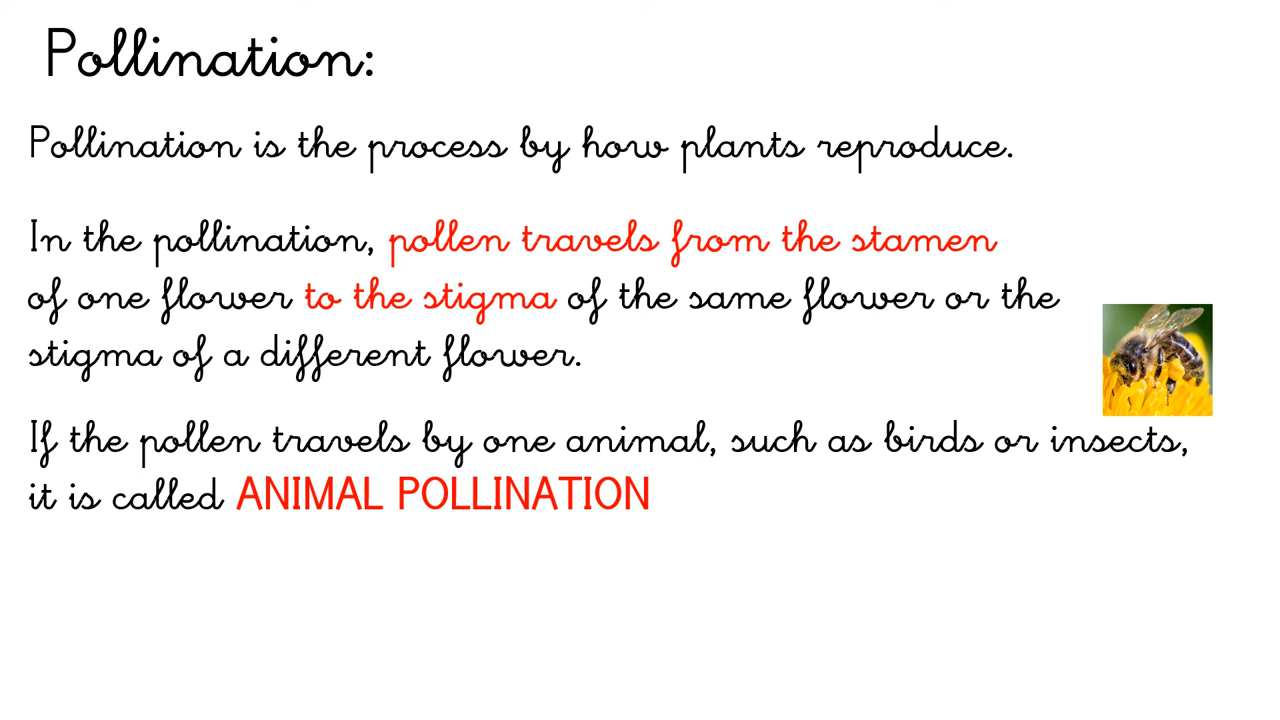 Pollination:
Pollination is the process by how plants reproduce.
In the pollination, pollen travels from the stamen
of one flower to the stigma of the same flower or the
stigma of a different flower.
If the pollen travels by one animal, such as birds or insects,
it is called ANIMAL POLLINATION